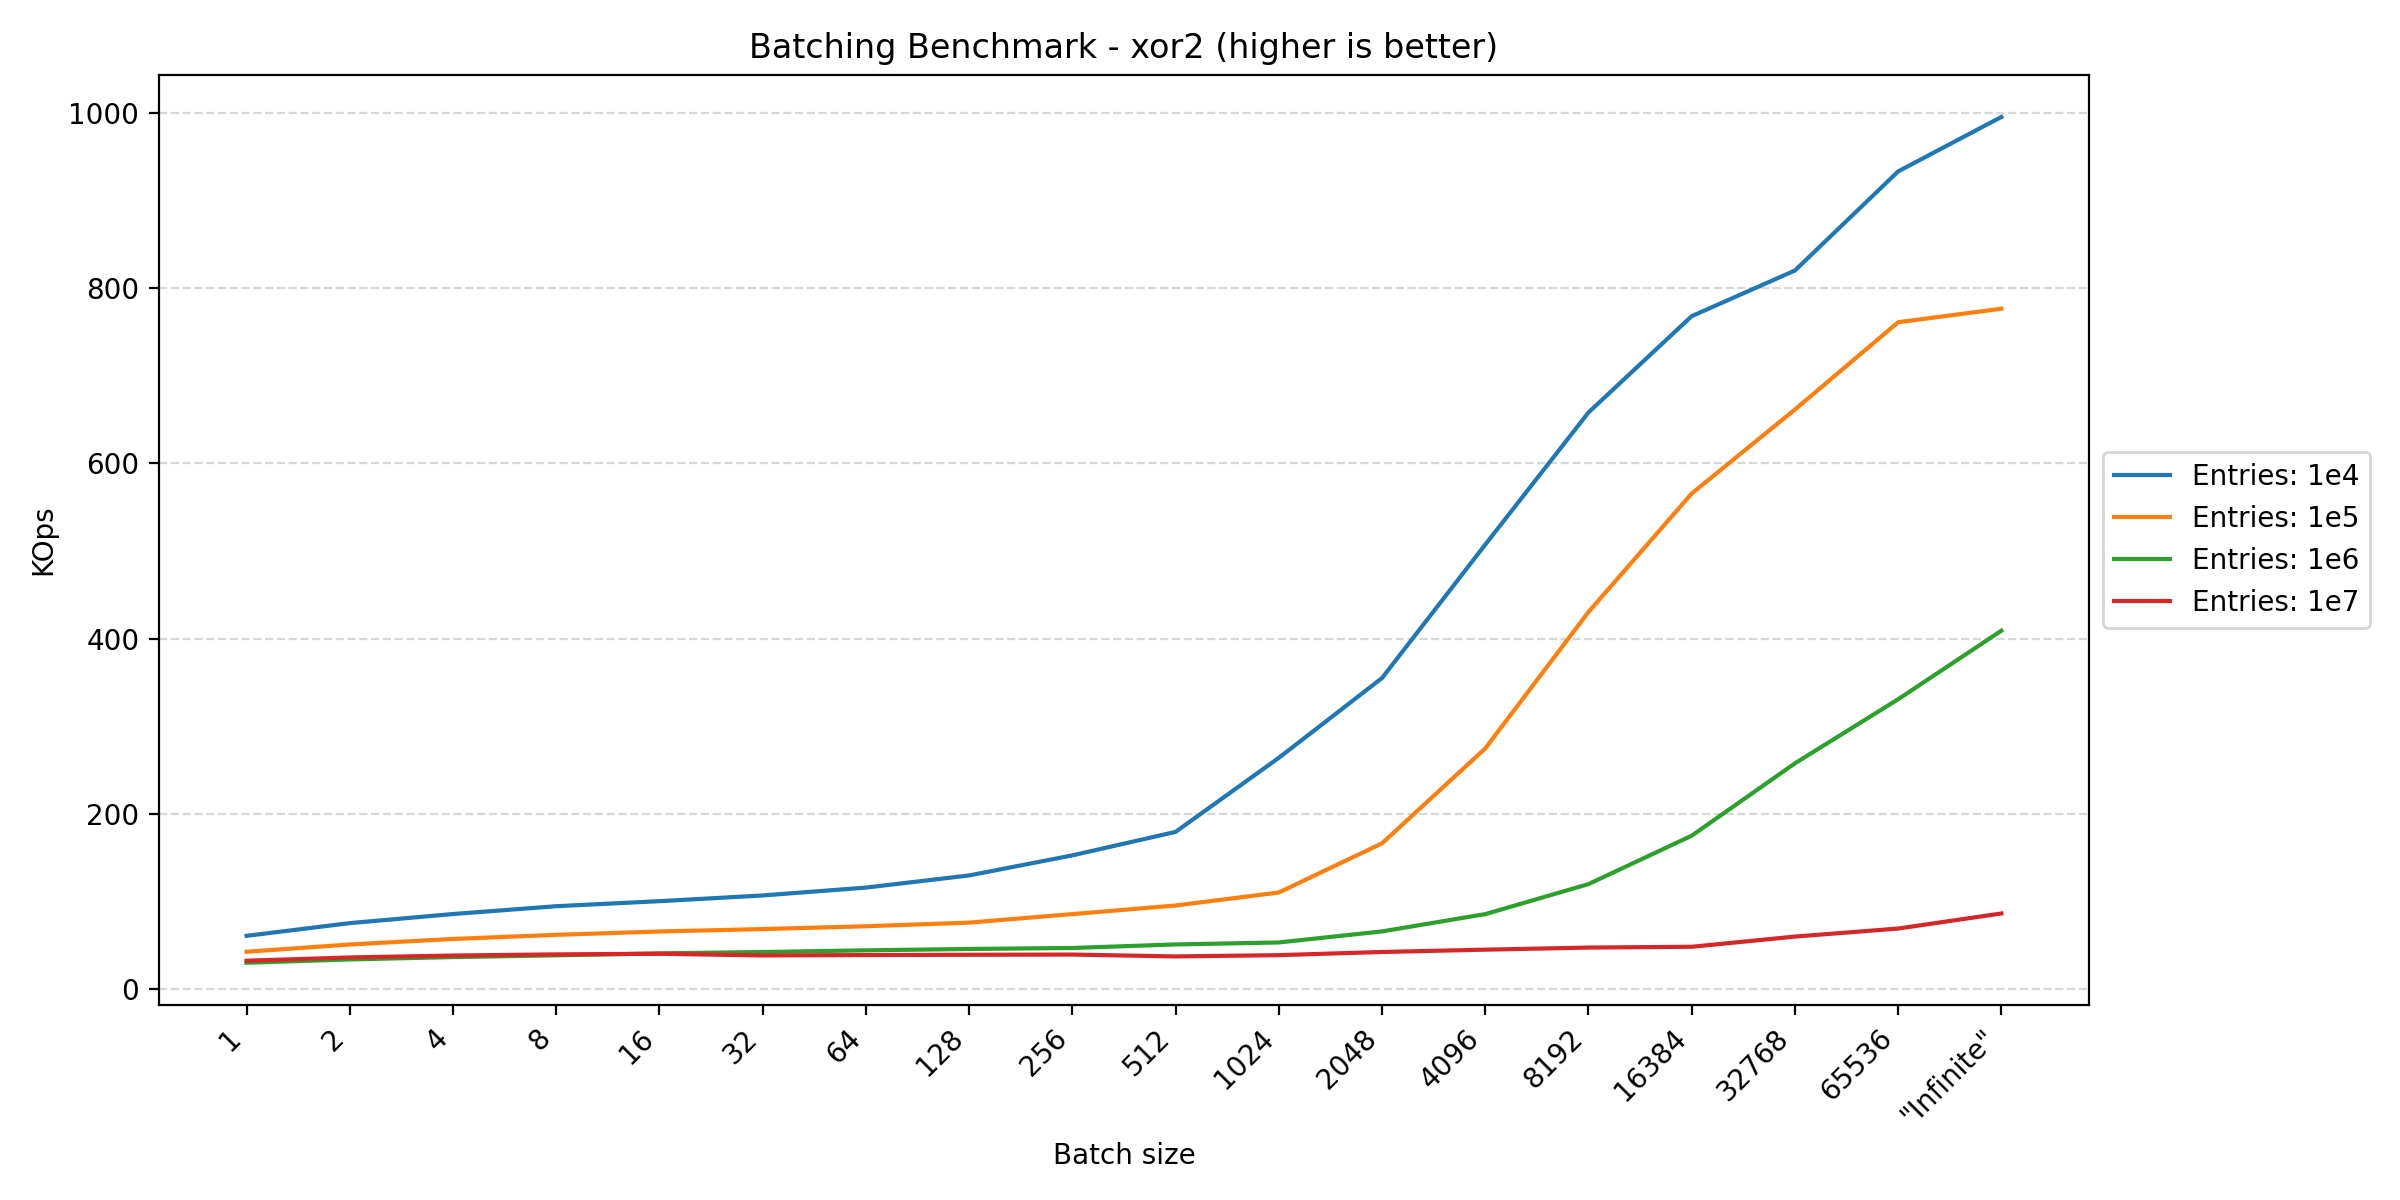 Batching Benchmark - xor2 (higher is better)
1000
800
600
400
200
0
KOps
1
2
4
8
16
32
64
128
256
512
1024
2048
4096
8192
16384
32768
65536
"Infinite"
Batch size
Entries: 1e4
Entries: 1e5
Entries: 1e6
Entries: 1e7